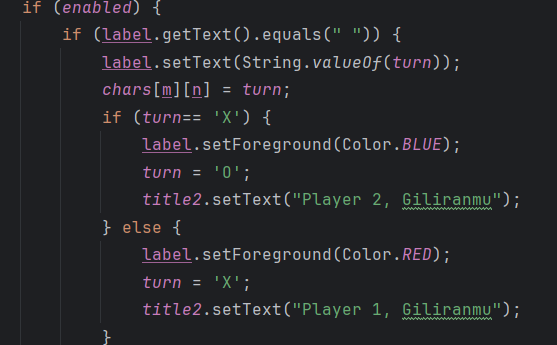 if (enabled) {
if (label.getText().equals(" ")) {
label.setText(String.valueOf(turn));
chars[m][n] = turn;
if (turn== 'X') {
label.setForeground(Color.BLUE);
turn = 'O';
title2.setText("Player 2, Giliranmu");
} else {
label.setForeground(Color.RED);
turn = 'X';
title2.setText("Player 1, Giliranmu");
}